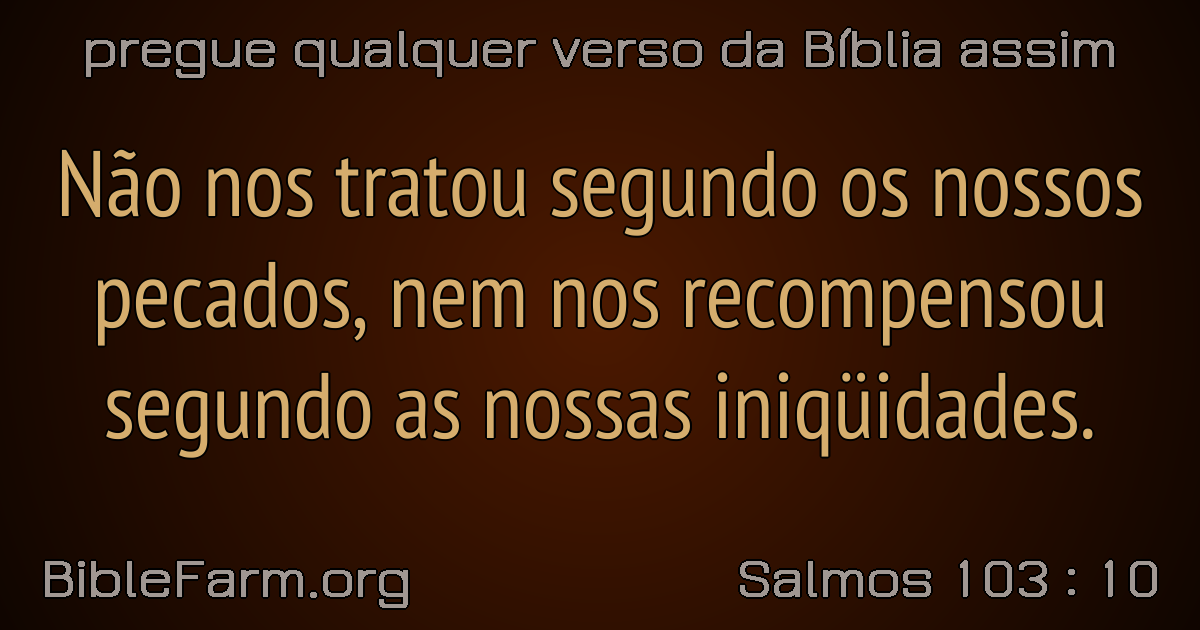 pregue qualquer verso da Bíblia assim
Não nos tratou segundo os nossos
pecados, nem nos recompensou
segundo as nossas iniqüidades.
BibleFarm.org
Salmos 103 : 10